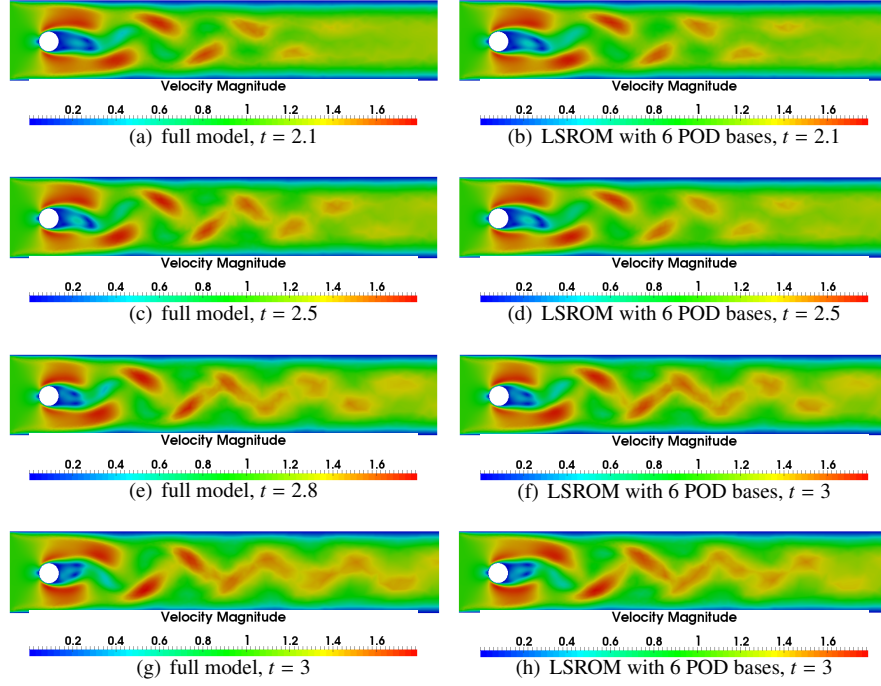 Velocity Magnitude
0.2 0.4 0.6 0.8 1 1.2 1.4 1.6
(a) full model, t = 2.1
Velocity Magnitude
0.2 0.4 0.6 0.8 1 1.2 1.4 1.6
(b) LSROM with 6 POD bases, t = 2.1
Velocity Magnitude
0.2 0.4 0.6 0.8 1 1.2 1.4 1.6
(c) full model, t = 2.5
Velocity Magnitude
0.2 0.4 0.6 0.8 1 1.2 1.4 1.6
(d) LSROM with 6 POD bases, t = 2.5
Velocity Magnitude
0.2 0.4 0.6 0.8 1 1.2 1.4 1.6
(e) full model, t = 2.8
Velocity Magnitude
0.2 0.4 0.6 0.8 1 1.2 1.4 1.6
(f) LSROM with 6 POD bases, t = 3
Velocity Magnitude
0.2 0.4 0.6 0.8 1 1.2 1.4 1.6
(g) full model, t = 3
Velocity Magnitude
0.2 0.4 0.6 0.8 1 1.2 1.4 1.6
(h) LSROM with 6 POD bases, t = 3